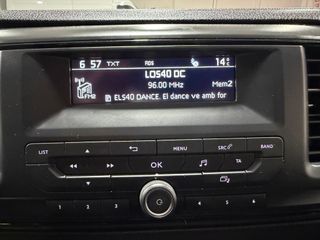 6 57 TXT RDS 14
LOS40 DC
96.00 MHz Mem2
FM2
ELS40 DANCE. El dance ve amb for
LIST MENU SRC BAND
OK TA
1 2 3 4 5 6